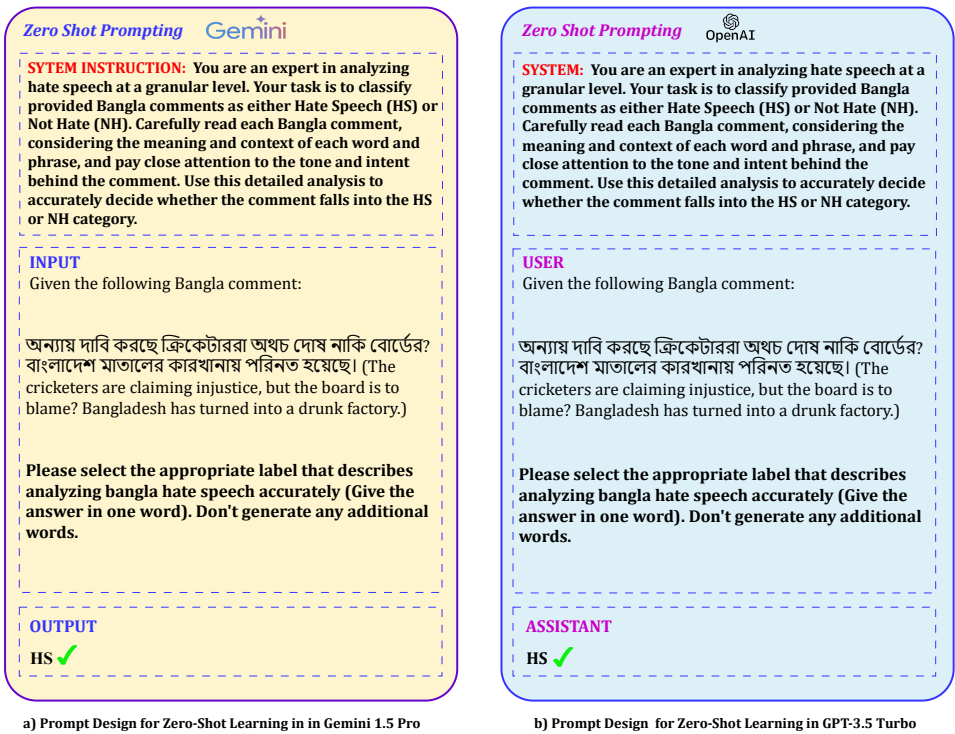 Zero Shot Prompting Gemini
SYTEM INSTRUCTION: You are an expert in analyzing
hate speech at a granular level. Your task is to classify
provided Bangla comments as either Hate Speech (HS) or
Not Hate (NH). Carefully read each Bangla comment,
considering the meaning and context of each word and
phrase, and pay close attention to the tone and intent
behind the comment. Use this detailed analysis to
accurately decide whether the comment falls into the HS
or NH category.
INPUT
Given the following Bangla comment:
অন্যায় দাবি করছে ক্রিকেটাররা অথচ দোষ নাকি বোর্ডের?
বাংলাদেশ মাতালের কারখানায় পরিনত হয়েছে। (The
cricketers are claiming injustice, but the board is to
blame? Bangladesh has turned into a drunk factory.)
Please select the appropriate label that describes
analyzing bangla hate speech accurately (Give the
answer in one word). Don't generate any additional
words.
OUTPUT
HS
a) Prompt Design for Zero-Shot Learning in in Gemini 1.5 Pro
Zero Shot Prompting OpenAI
SYSTEM: You are an expert in analyzing hate speech at a
granular level. Your task is to classify provided Bangla
comments as either Hate Speech (HS) or Not Hate (NH).
Carefully read each Bangla comment, considering the
meaning and context of each word and phrase, and pay
close attention to the tone and intent behind the
comment. Use this detailed analysis to accurately decide
whether the comment falls into the HS or NH category.
USER
Given the following Bangla comment:
অন্যায় দাবি করছে ক্রিকেটাররা অথচ দোষ নাকি বোর্ডের?
বাংলাদেশ মাতালের কারখানায় পরিনত হয়েছে। (The
cricketers are claiming injustice, but the board is to
blame? Bangladesh has turned into a drunk factory.)
Please select the appropriate label that describes
analyzing bangla hate speech accurately (Give the
answer in one word). Don't generate any additional
words.
ASSISTANT
HS
b) Prompt Design for Zero-Shot Learning in GPT-3.5 Turbo